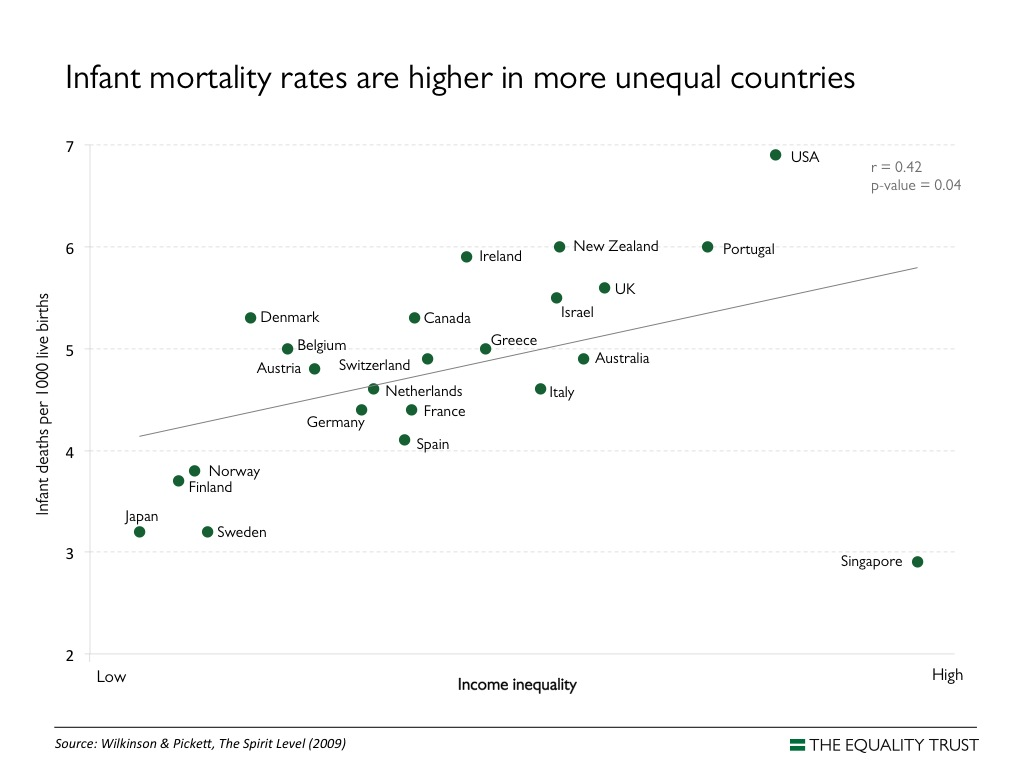 Infant mortality rates are higher in more unequal countries
7
USA
r = 0.42
p-value = 0.04
6
Ireland
New Zealand
Portugal
UK
Israel
Denmark
Canada
Infant deaths per 1000 live births
5
Belgium
Greece
Austria
Switzerland
Australia
Netherlands
Italy
Germany
France
Spain
4
Norway
Finland
Japan
Sweden
3
Singapore
2
Low
High
Income inequality
Source: Wilkinson & Pickett, The Spirit Level (2009)
THE EQUALITY TRUST